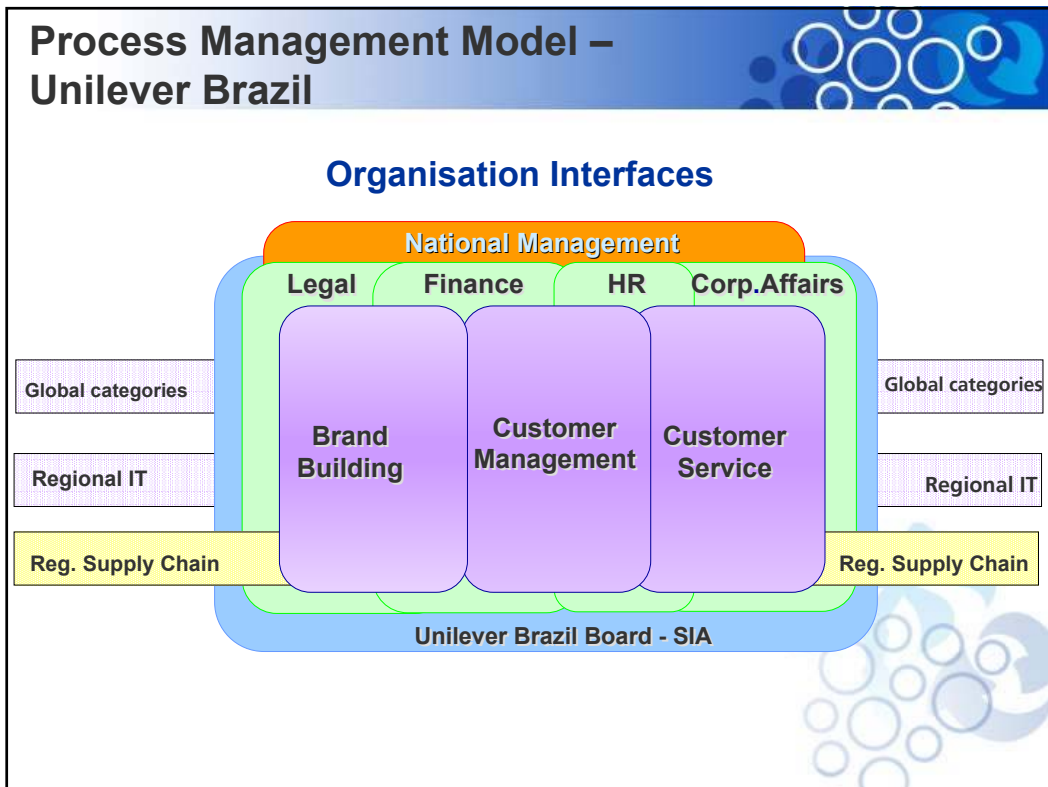 Process Management Model –
Unilever Brazil
Organisation Interfaces
National Management
Legal Finance HR Corp.Affairs
Global categories
Global categories
Brand
Building
Customer
Management
Customer
Service
Regional IT
Regional IT
Reg. Supply Chain
Reg. Supply Chain
Unilever Brazil Board - SIA